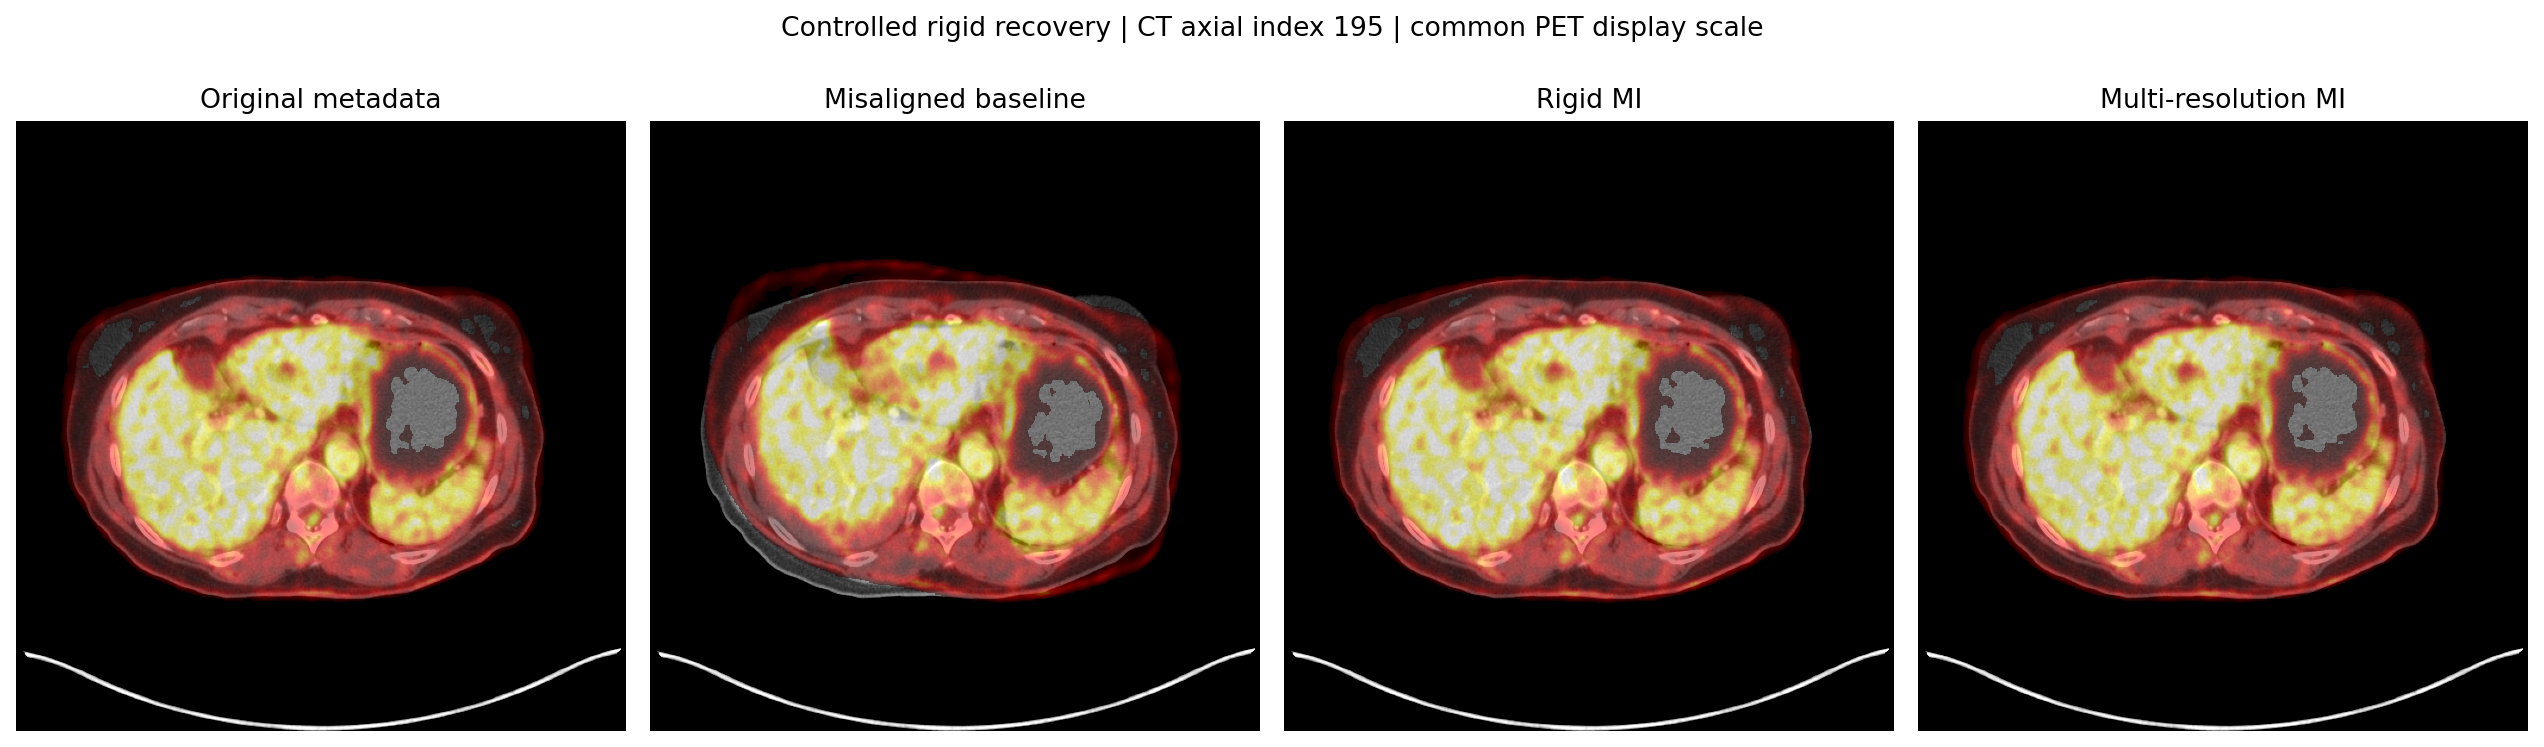 Controlled rigid recovery | CT axial index 195 | common PET display scale
Original metadata
Misaligned baseline
Rigid MI
Multi-resolution MI